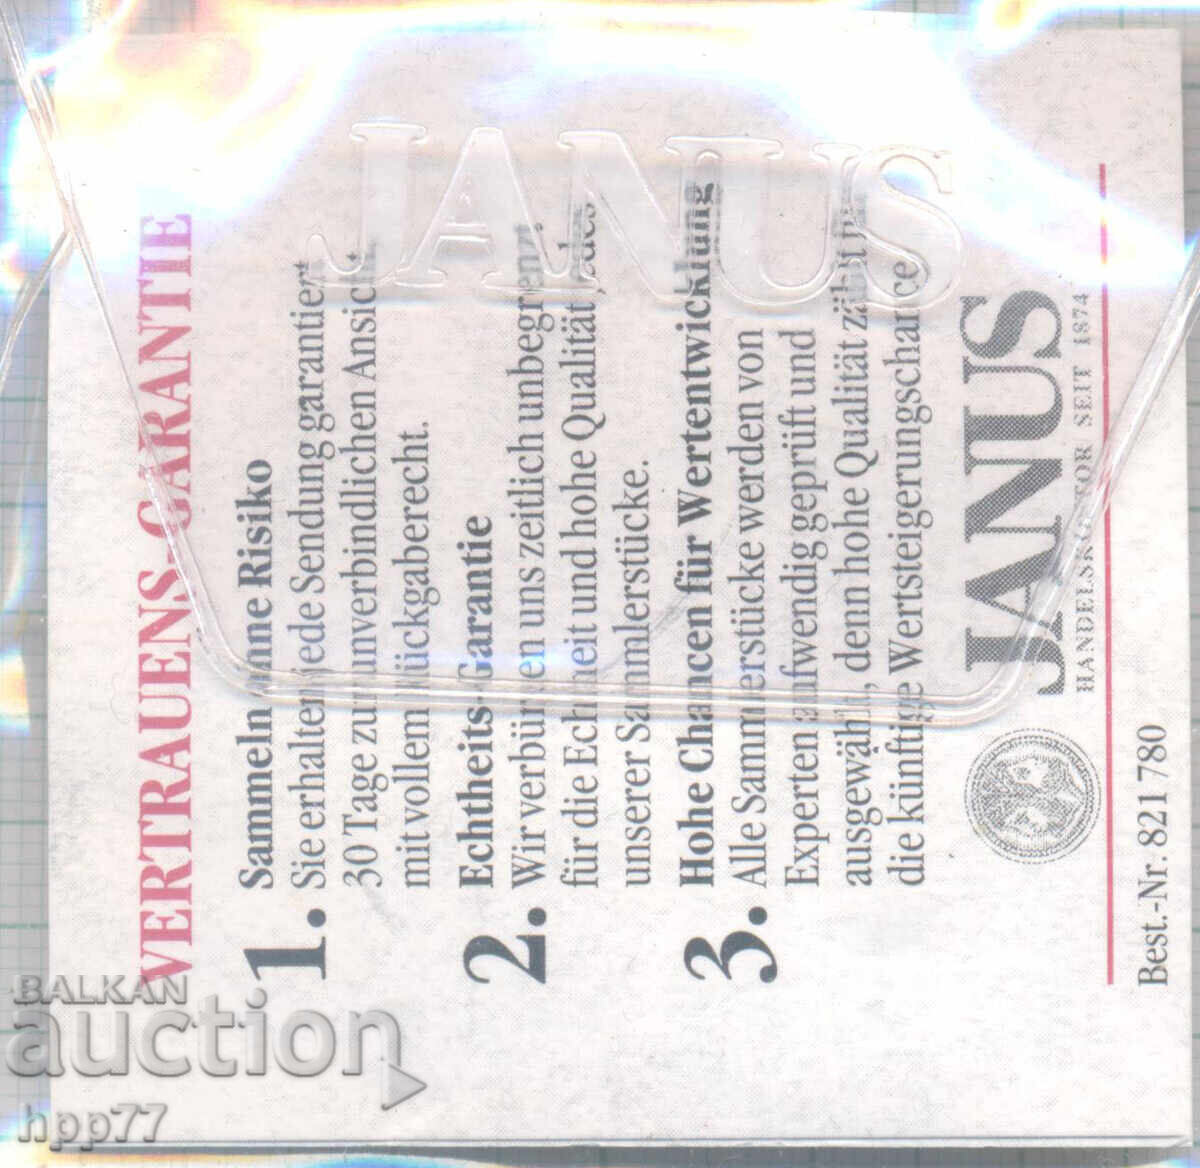 JANUS
VERTRAUENS-GARANTIE
1. Sammeln ohne Risiko
Sie erhalten jede Sendung garantiert
30 Tage zur unverbindlichen Ansicht
mit vollem Rückgaberecht.
2. Echtheits-Garantie
Wir verbürgen uns zeitlich unbegrenzt
für die Echtheit und hohe Qualität jedes
unserer Sammlerstücke.
3. Hohe Chancen für Wertentwicklung
Alle Sammlerstücke werden von
Experten aufwendig geprüft und
ausgewählt, denn hohe Qualität zählt
die künftige Wertsteigerungschance
JANUS
HANDELSKONTOR SEIT 1874
Best.-Nr. 821 780
BALKAN
auction
hpp77